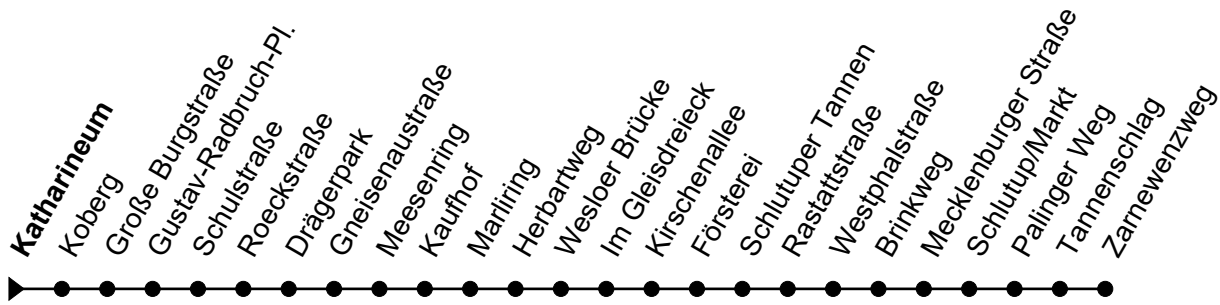 Katharineum
Koberg
Große Burgstraße
Gustav-Radbruch-Pl.
Schulstraße
Roeckstraße
Drägerpark
Gneisenaustraße
Meesenring
Kaufhof
Marliring
Herbartweg
Wesloer Brücke
Im Gleisdreieck
Kirschenallee
Försterei
Schlutuper Tannen
Rastattstraße
Westphalstraße
Brinkweg
Mecklenburger Straße
Schlutup/Markt
Palinger Weg
Tannenschlag
Zarnewenzweg